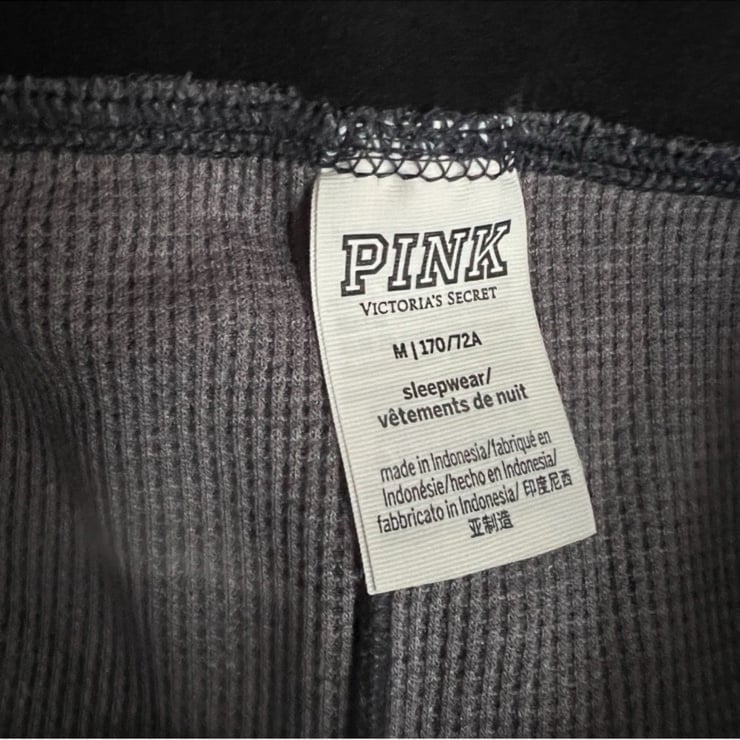 PINK
VICTORIA'S SECRET
M | 170/72A
sleepwear/
vêtements de nuit
made in Indonesia/fabriqué en
Indonésie/hecho en Indonesia/
fabbricato in Indonesia/ 印度尼西
亚制造